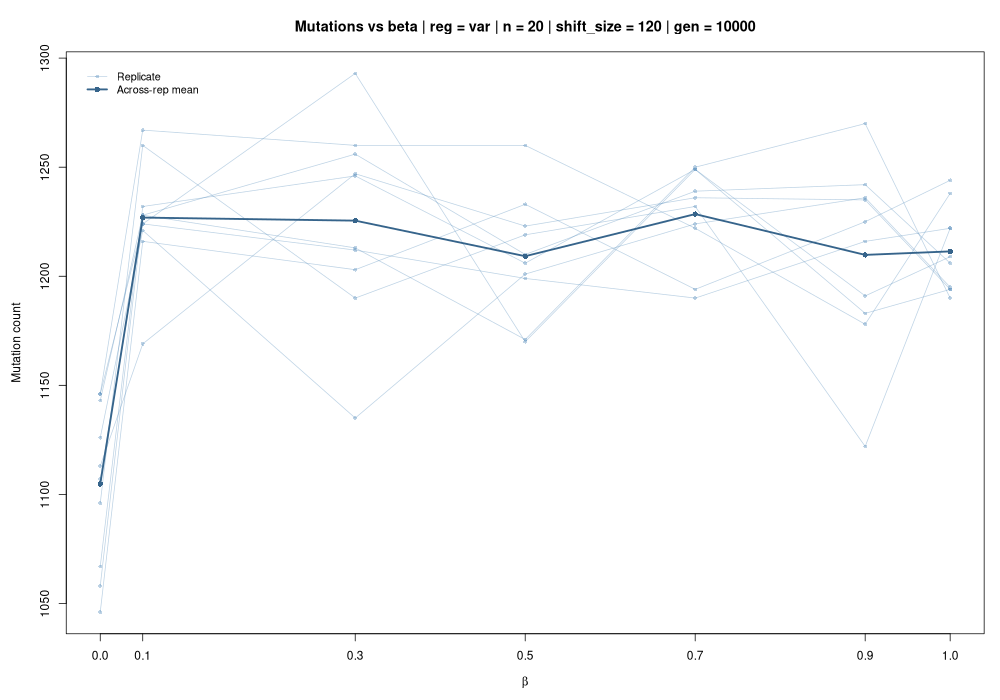 Mutations vs beta | reg = var | n = 20 | shift_size = 120 | gen = 10000
1300
Replicate
Across-rep mean
1250
1200
Mutation count
1150
1100
1050
0.0 0.1 0.3 0.5 0.7 0.9 1.0
β